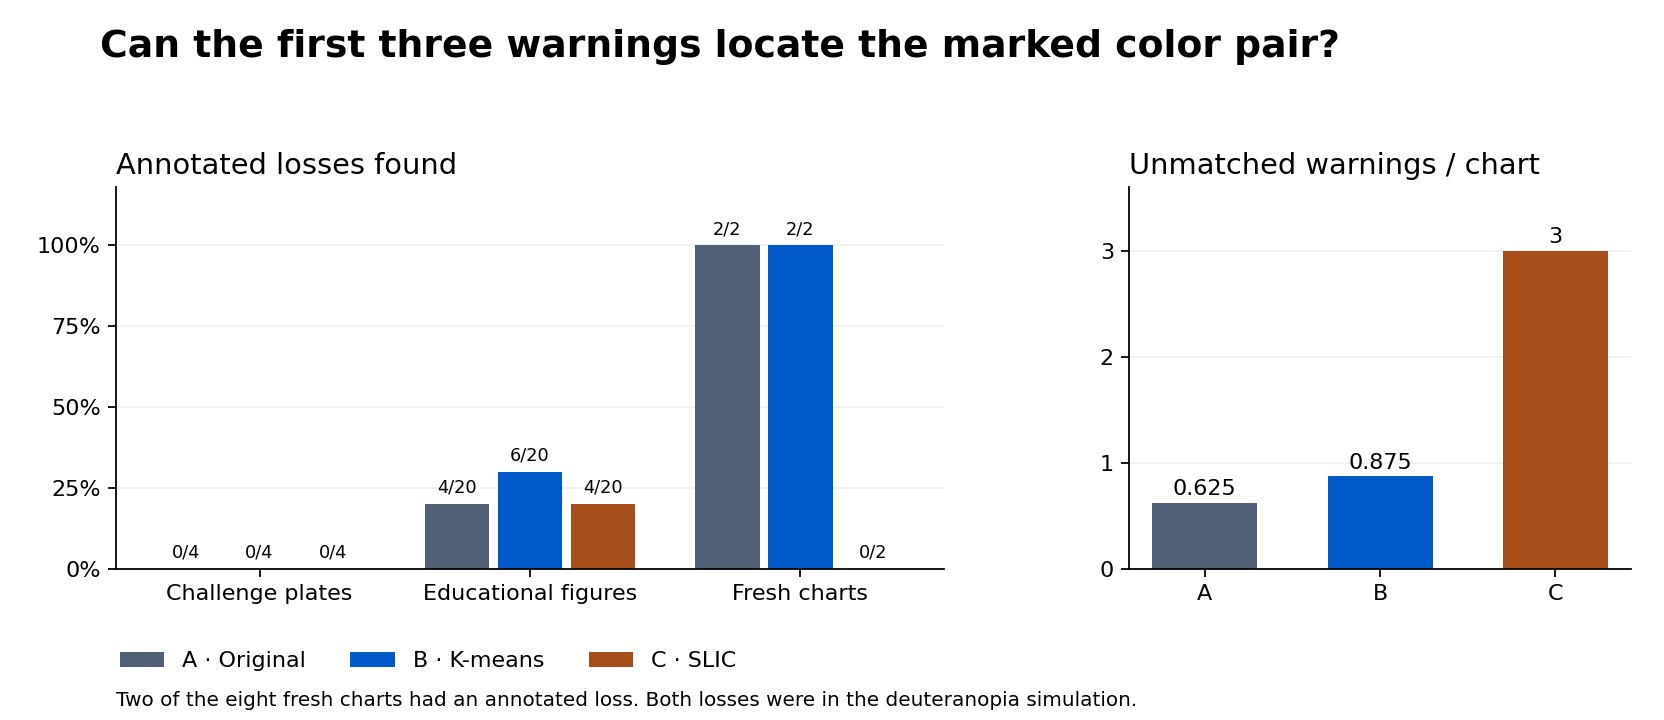 Can the first three warnings locate the marked color pair?
Annotated losses found
100%
75%
50%
25%
0%
0/4 0/4 0/4
4/20 6/20 4/20
2/2 2/2 0/2
Challenge plates Educational figures Fresh charts
Unmatched warnings / chart
3
2
1
0
0.625 0.875 3
A B C
A · Original B · K-means C · SLIC
Two of the eight fresh charts had an annotated loss. Both losses were in the deuteranopia simulation.